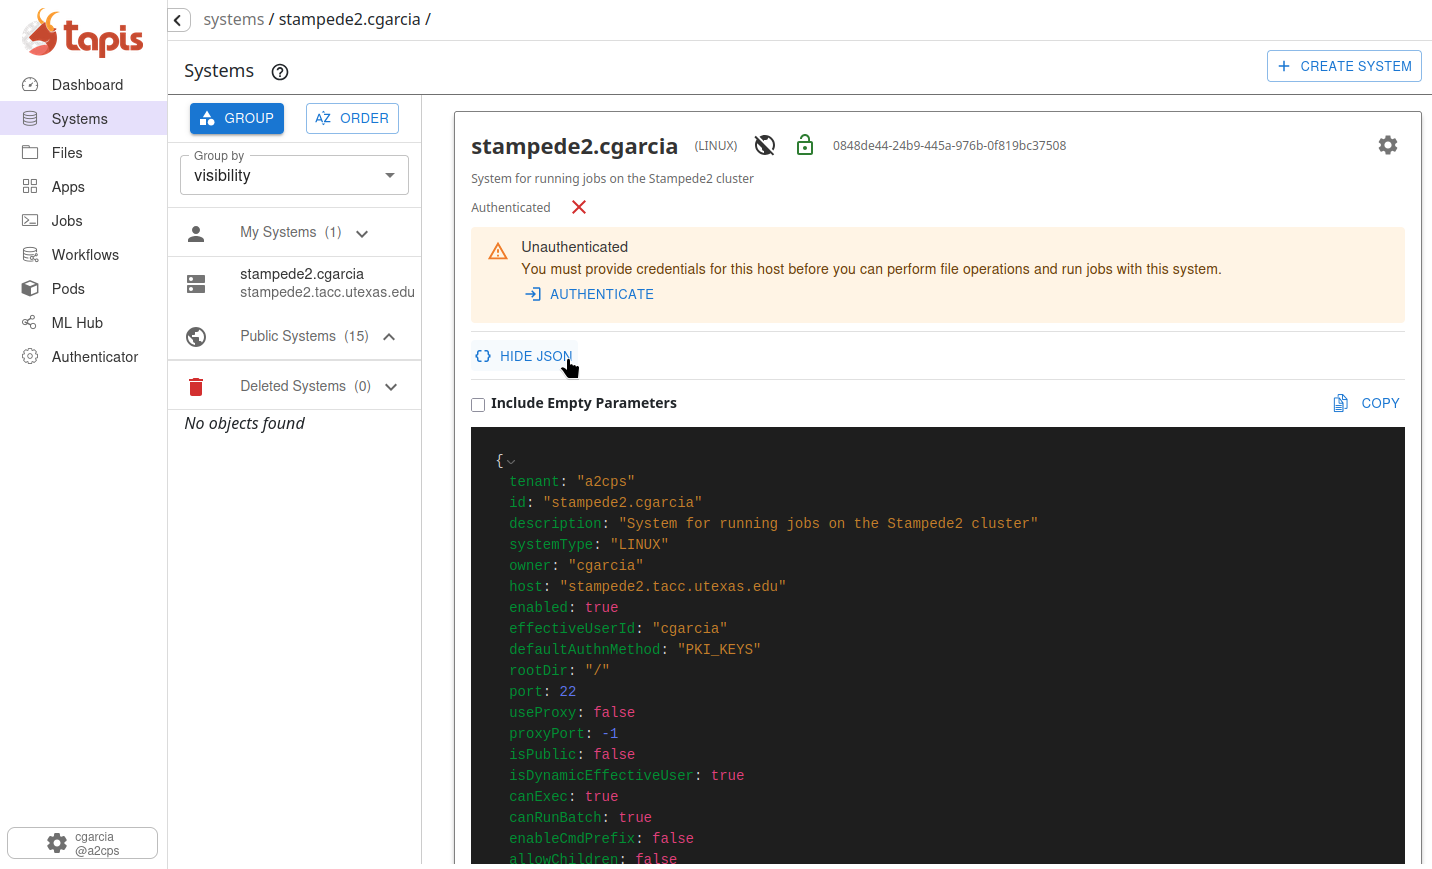 tapis
systems / stampede2.cgarcia /
Systems
CREATE SYSTEM
Dashboard
Systems
Files
Apps
Jobs
Workflows
Pods
ML Hub
Authenticator
cgarcia
@a2cps
GROUP
AZ ORDER
Group by
visibility
My Systems (1)
stampede2.cgarcia
stampede2.tacc.utexas.edu
Public Systems (15)
Deleted Systems (0)
No objects found
stampede2.cgarcia (LINUX) 0848de44-24b9-445a-976b-0f819bc37508
System for running jobs on the Stampede2 cluster
Authenticated
Unauthenticated
You must provide credentials for this host before you can perform file operations and run jobs with this system.
AUTHENTICATE
{} HIDE JSON
Include Empty Parameters
COPY
{
tenant: "a2cps"
id: "stampede2.cgarcia"
description: "System for running jobs on the Stampede2 cluster"
systemType: "LINUX"
owner: "cgarcia"
host: "stampede2.tacc.utexas.edu"
enabled: true
effectiveUserId: "cgarcia"
defaultAuthnMethod: "PKI_KEYS"
rootDir: "/"
port: 22
useProxy: false
proxyPort: -1
isPublic: false
isDynamicEffectiveUser: true
canExec: true
canRunBatch: true
enableCmdPrefix: false
allowChildren: false